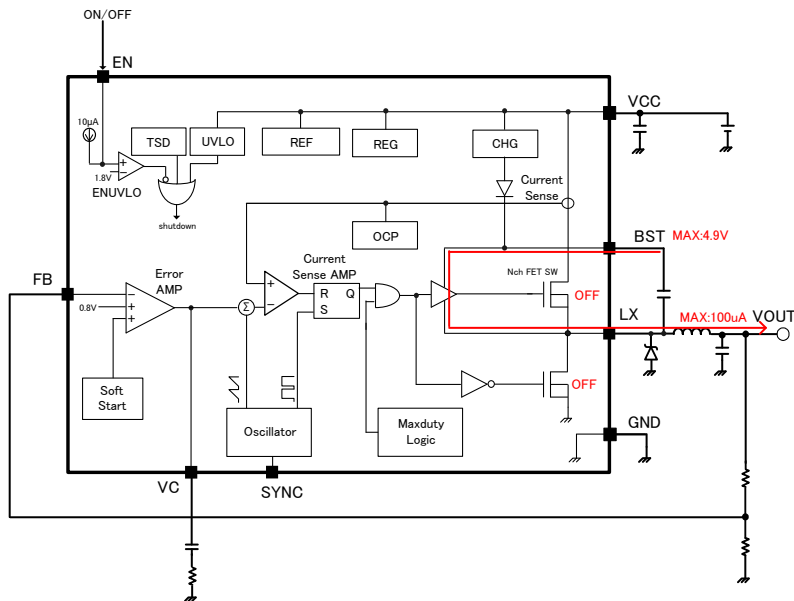 ON/OFF
EN
VCC
10μA
TSD
UVLO
REF
REG
CHG
1.8V
ENUVLO
shutdown
Current
Sense
OCP
BST
MAX:4.9V
FB
Error
AMP
Current
Sense AMP
Nch FET SW
OFF
0.8V
Σ
R
Q
S
LX
MAX:100uA
VOUT
Soft
Start
Oscillator
Maxduty
Logic
OFF
GND
VC
SYNC